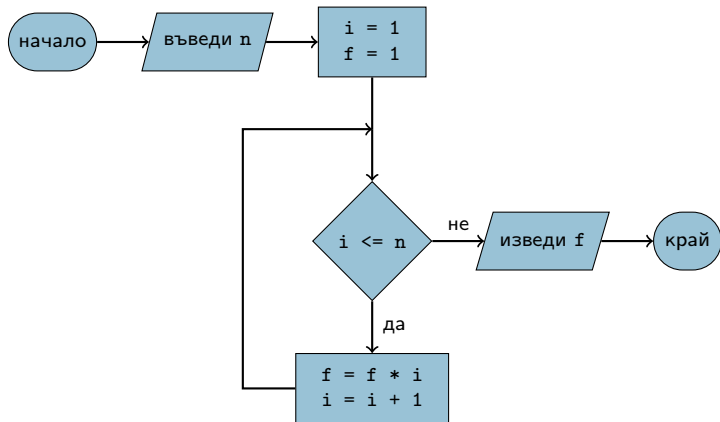 начало
въведи n
i = 1
f = 1
i <= n
не
изведи f
край
да
f = f * i
i = i + 1